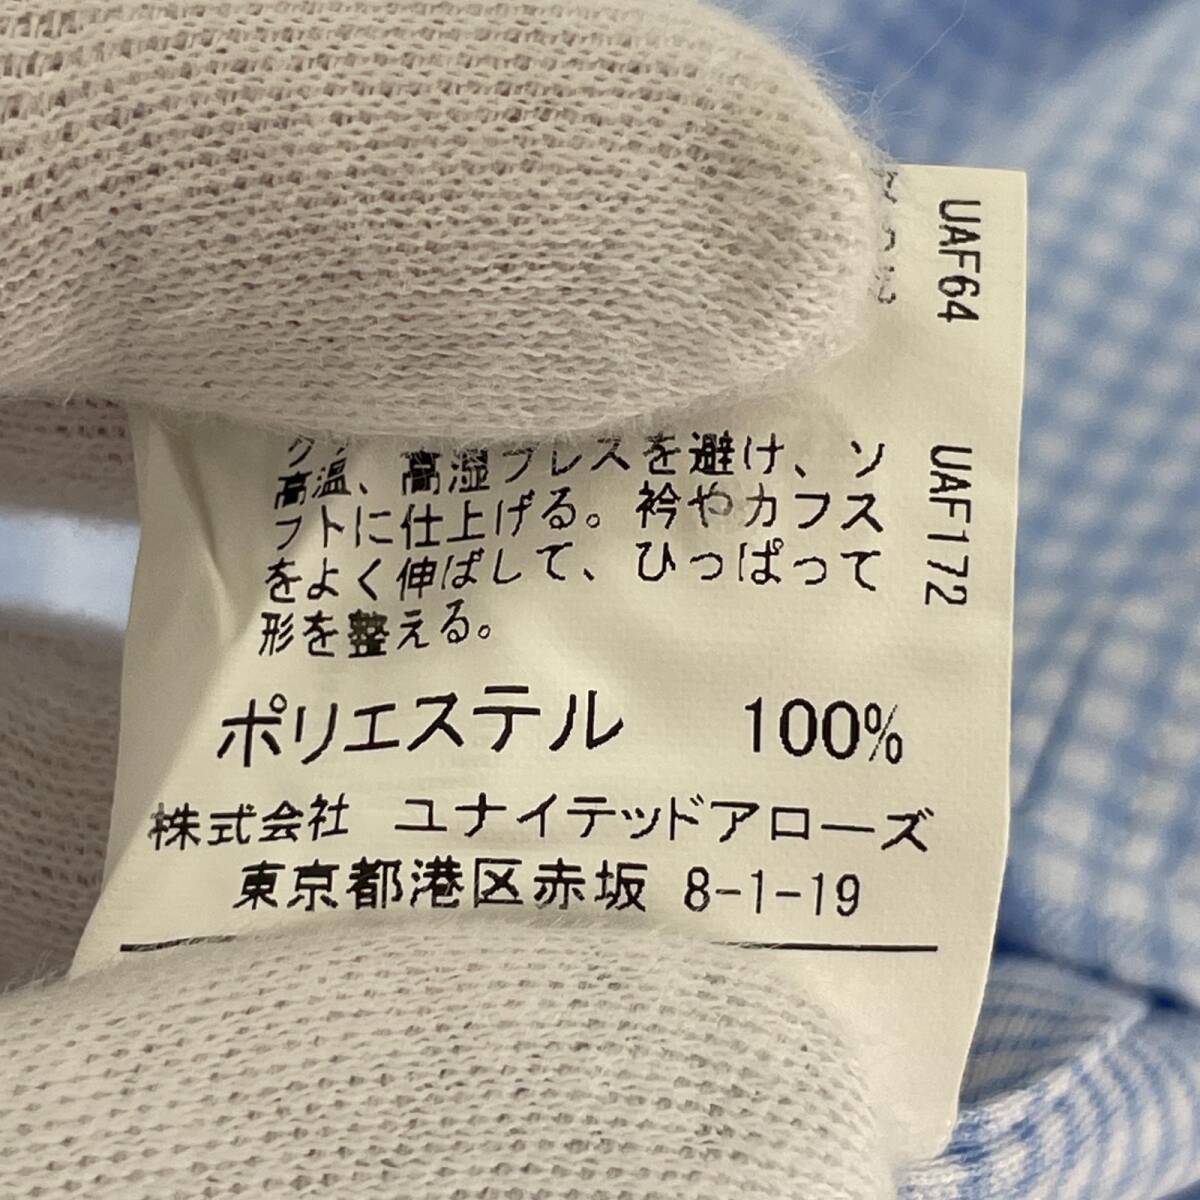 高温、高湿プレスを避け、ソ
フトに仕上げる。衿やカフス
をよく伸ばして、ひっぱって
形を整える。
ポリエステル 100%
株式会社 ユナイテッドアローズ
東京都港区赤坂 8-1-19
UAF64
UAF172